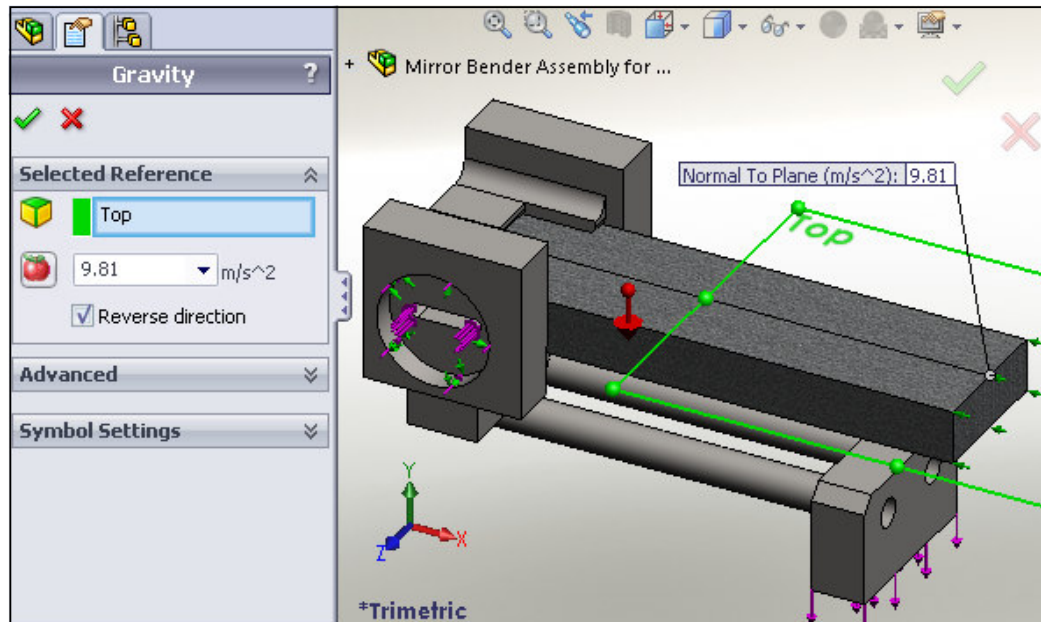 Gravity ?
Selected Reference
Top
9.81 m/s^2
Reverse direction
Advanced
Symbol Settings
+ Mirror Bender Assembly for ...
Normal To Plane (m/s^2): 9.81
Top
Y
X
Z
*Trimetric